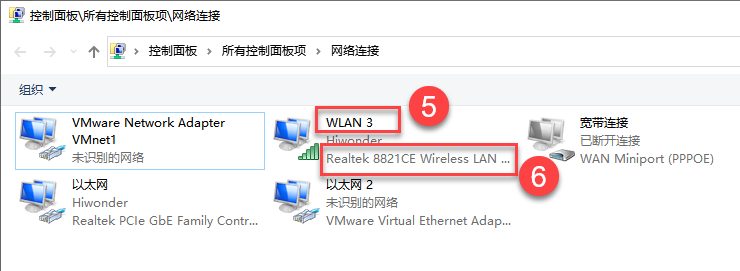 控制面板\所有控制面板项\网络连接
控制面板 > 所有控制面板项 > 网络连接
组织
VMware Network Adapter VMnet1
未识别的网络
WLAN 3
Hiwonder
Realtek 8821CE Wireless LAN ...
5
6
宽带连接
已断开连接
WAN Miniport (PPPOE)
以太网
Hiwonder
Realtek PCIe GbE Family Contr...
以太网 2
未识别的网络
VMware Virtual Ethernet Adap...